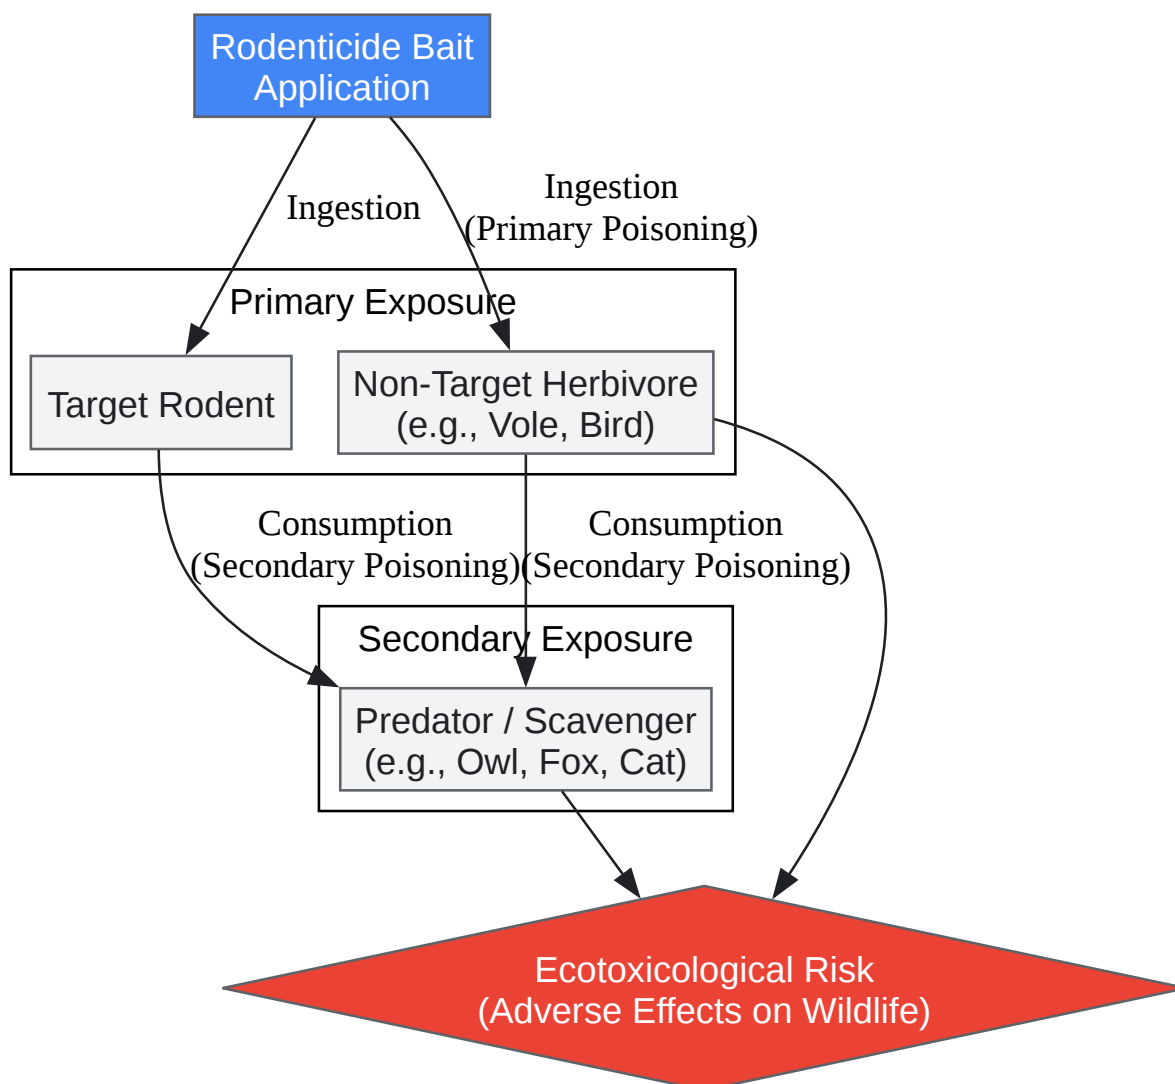 Rodenticide Bait
Application
Ingestion
Ingestion
(Primary Poisoning)
Primary Exposure
Target Rodent
Non-Target Herbivore
(e.g., Vole, Bird)
Consumption
(Secondary Poisoning)
Consumption
(Secondary Poisoning)
Secondary Exposure
Predator / Scavenger
(e.g., Owl, Fox, Cat)
Ecotoxicological Risk
(Adverse Effects on Wildlife)